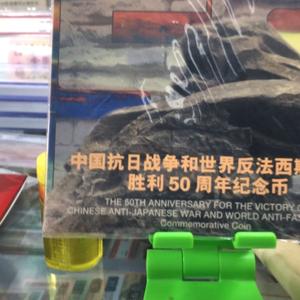 中国抗日战争和世界反法西斯
胜利50周年纪念币
THE 50TH ANNIVERSARY FOR THE VICTORY
CHINESE ANTI-JAPANESE WAR AND WORLD ANTI-FA
Commemorative Coin